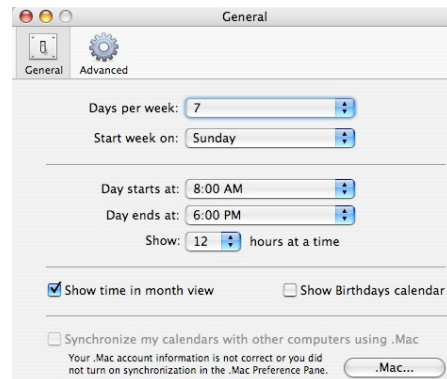 General
General Advanced
Days per week: 7
Start week on: Sunday
Day starts at: 8:00 AM
Day ends at: 6:00 PM
Show: 12 hours at a time
Show time in month view Show Birthdays calendar
Synchronize my calendars with other computers using .Mac
Your .Mac account information is not correct or you did
not turn on synchronization in the .Mac Preference Pane. .Mac...